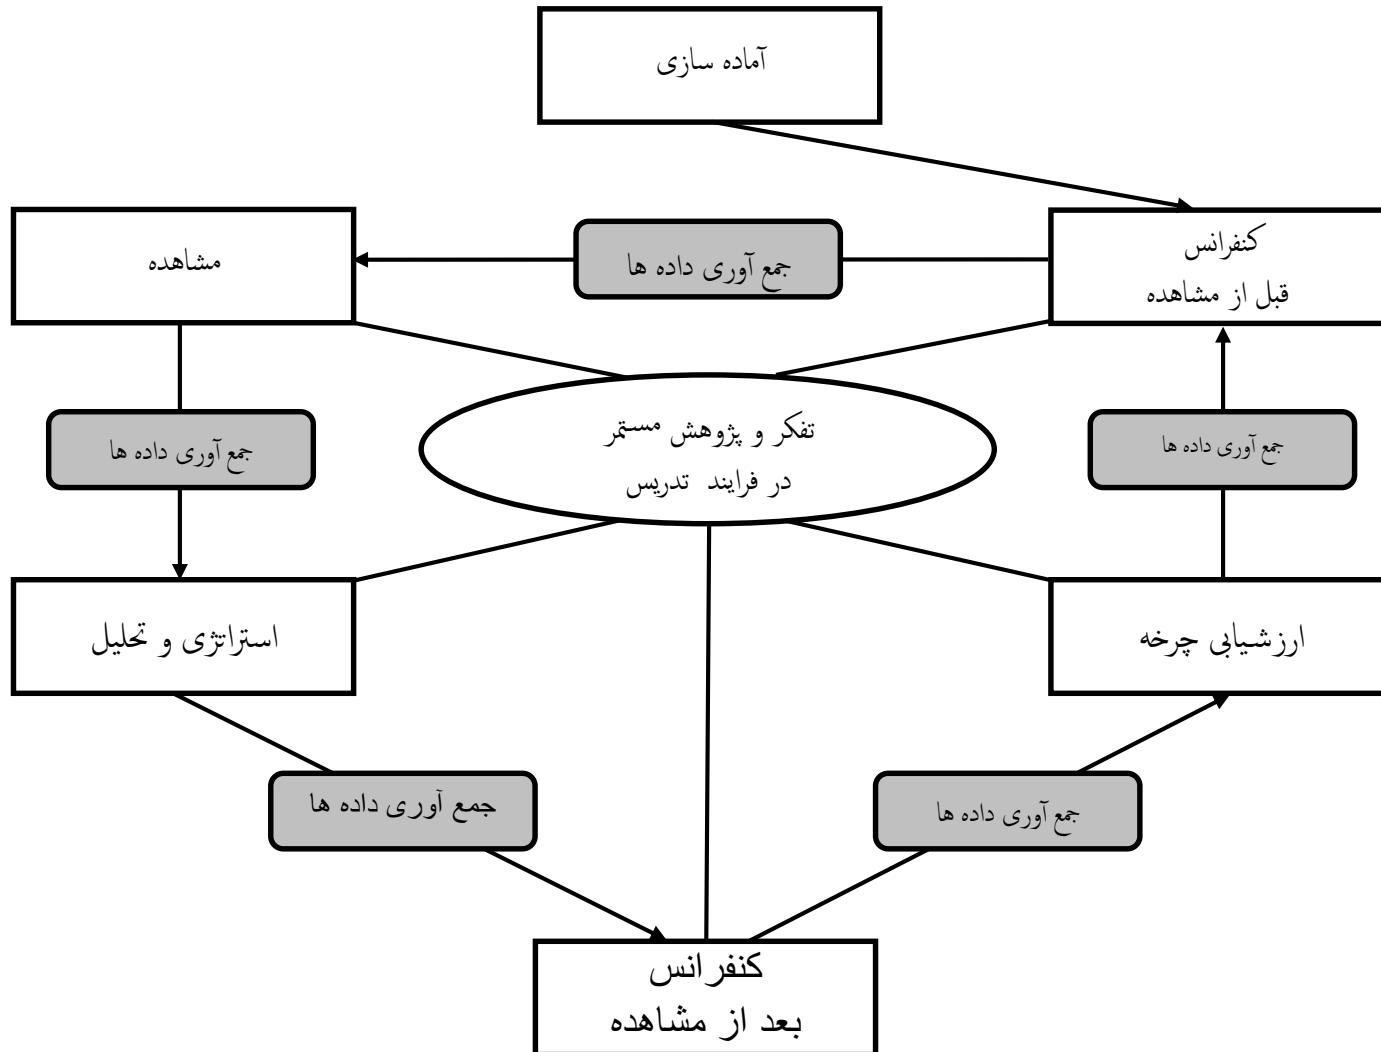 آماده سازی
کنفرانس
قبل از مشاهده
جمع آوری داده ها
مشاهده
تفکر و پژوهش مستمر
در فرایند تدریس
جمع آوری داده ها
جمع آوری داده ها
ارزشیابی چرخه
استراتژی و تحلیل
جمع آوری داده ها
جمع آوری داده ها
کنفرانس
بعد از مشاهده